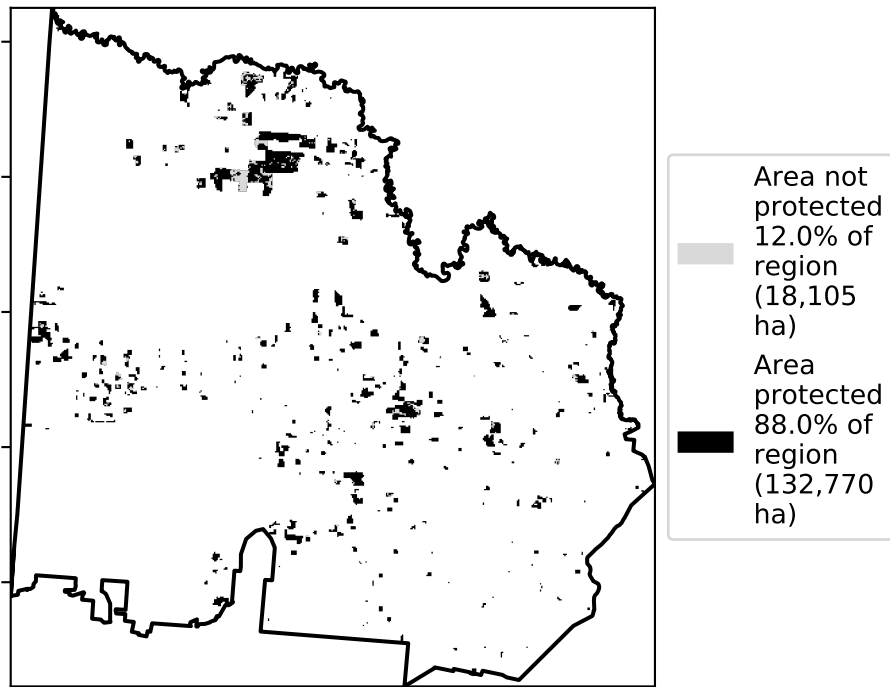 Area not
protected
12.0% of
region
(18,105
ha)
Area
protected
88.0% of
region
(132,770
ha)